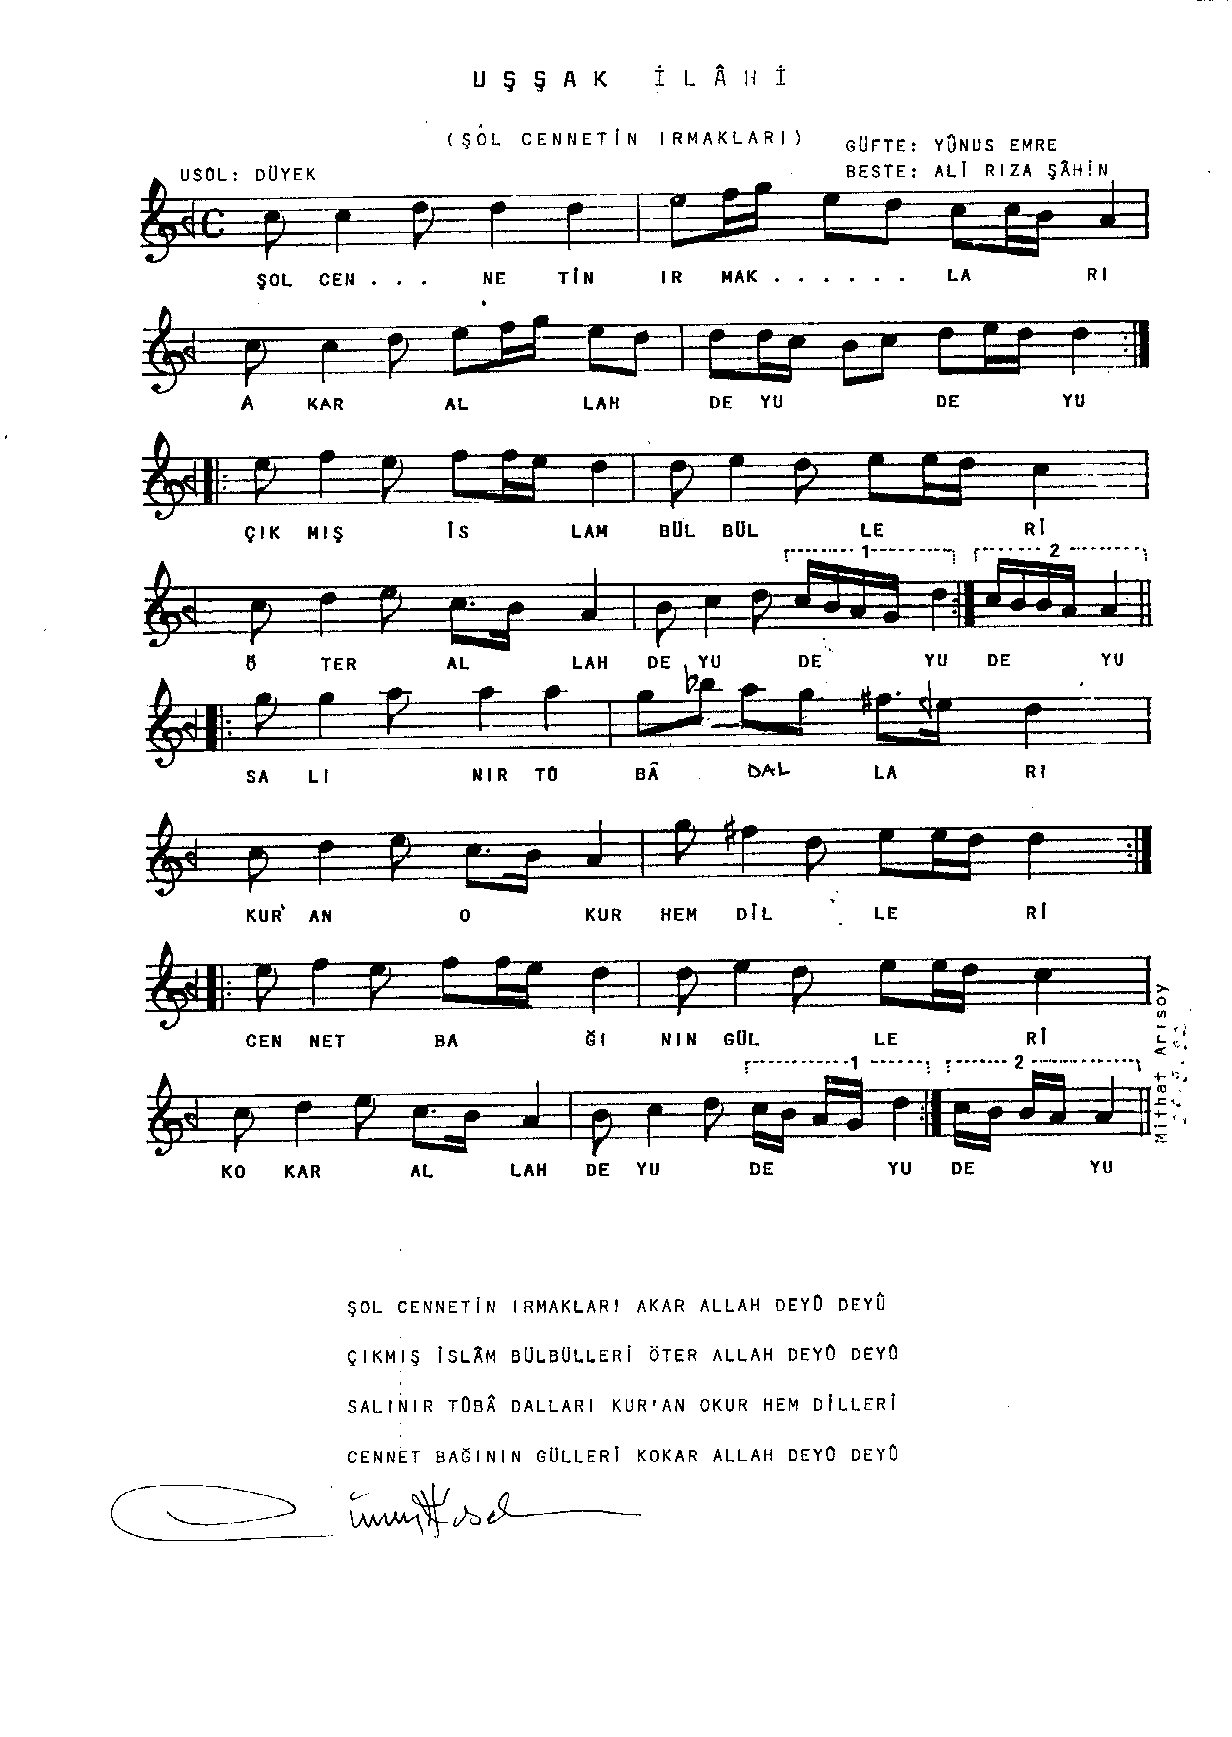 UŞŞAK İLÂHİ
(ŞÔL CENNETİN IRMAKLARI)
GÜFTE: YÛNUS EMRE
USÛL: DÜYEK
BESTE: ALİ RIZA ŞÂHİN
ŞOL CEN . . . NE TİN IR MAK . . . . . . LA RI
A KAR AL LAH DE YU DE YU
ÇIK MIŞ İS LAM BÜL BÜL LE Rİ
1 2
Ö TER AL LAH DE YU DE YU DE YU
SA LI NIR TÛ BÂ DAL LA RI
KUR' AN O KUR HEM DİL LE Rİ
CEN NET BA ĞI NIN GÜL LE Rİ
1 2
KO KAR AL LAH DE YU DE YU DE YU
Mithat Arısoy
ŞOL CENNETİN IRMAKLARI AKAR ALLAH DEYÛ DEYÛ
ÇIKMIŞ İSLÂM BÜLBÜLLERİ ÖTER ALLAH DEYÛ DEYÛ
SALINIR TÛBÂ DALLARI KUR'AN OKUR HEM DİLLERİ
CENNET BAĞININ GÜLLERİ KOKAR ALLAH DEYÛ DEYÛ